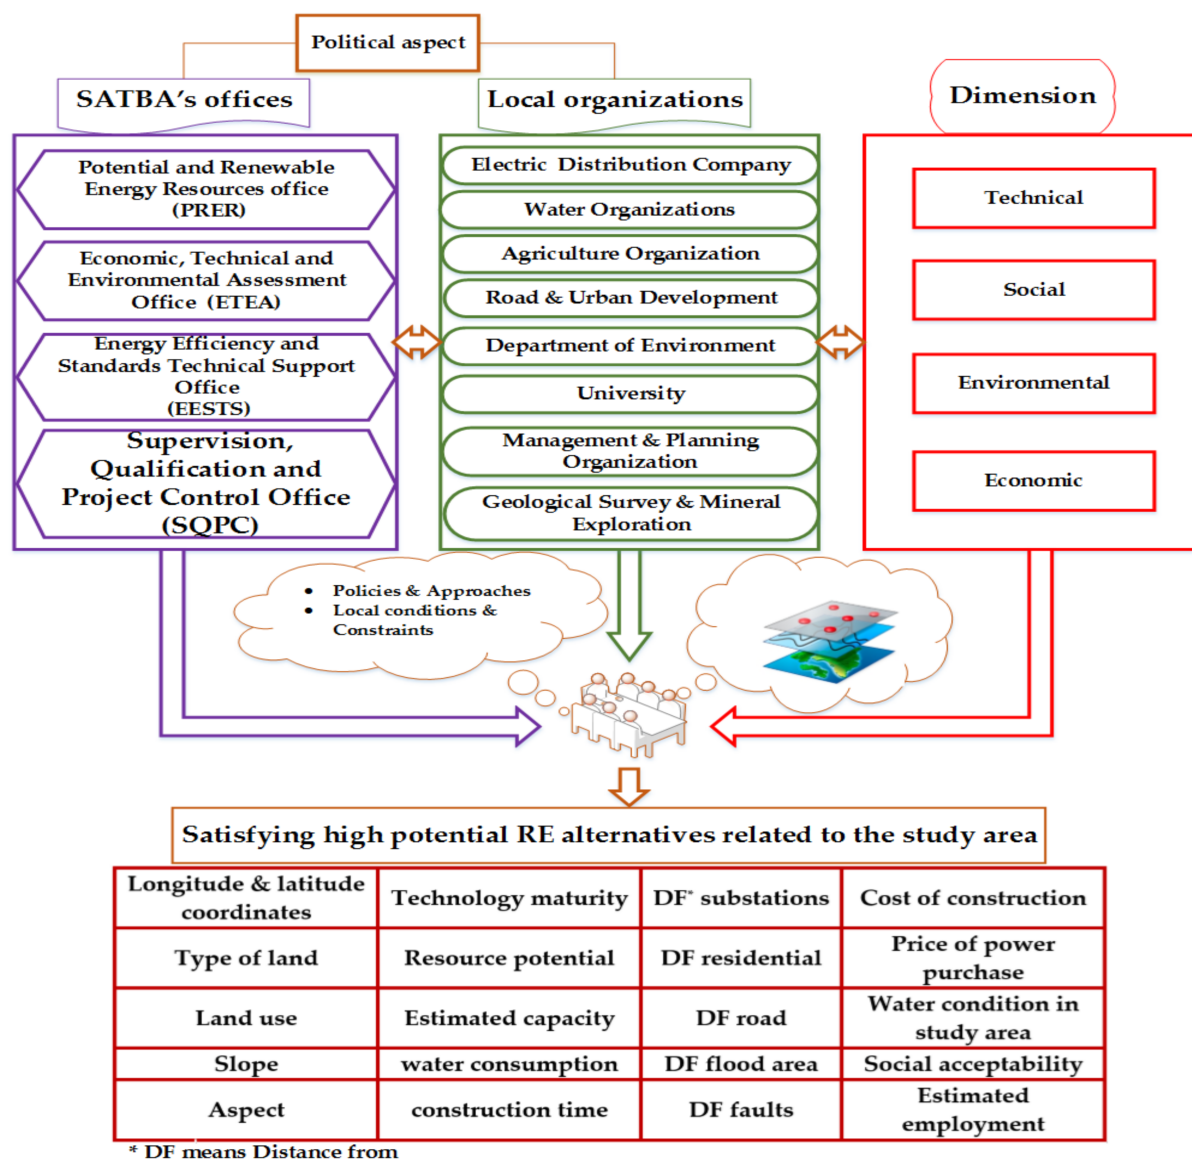 Political aspect
SATBA's offices
Potential and Renewable
Energy Resources office
(PRER)
Economic, Technical and
Environmental Assessment
Office (ETEA)
Energy Efficiency and
Standards Technical Support
Office
(EESTS)
Supervision,
Qualification and
Project Control Office
(SQPC)
Local organizations
Electric Distribution Company
Water Organizations
Agriculture Organization
Road & Urban Development
Department of Environment
University
Management & Planning
Organization
Geological Survey & Mineral
Exploration
Dimension
Technical
Social
Environmental
Economic
• Policies & Approaches
• Local conditions &
Constraints
Satisfying high potential RE alternatives related to the study area
Longitude & latitude
coordinates
Technology maturity
DF* substations
Cost of construction
Type of land
Resource potential
DF residential
Price of power
purchase
Land use
Estimated capacity
DF road
Water condition in
study area
Slope
water consumption
DF flood area
Social acceptability
Aspect
construction time
DF faults
Estimated
employment
* DF means Distance from